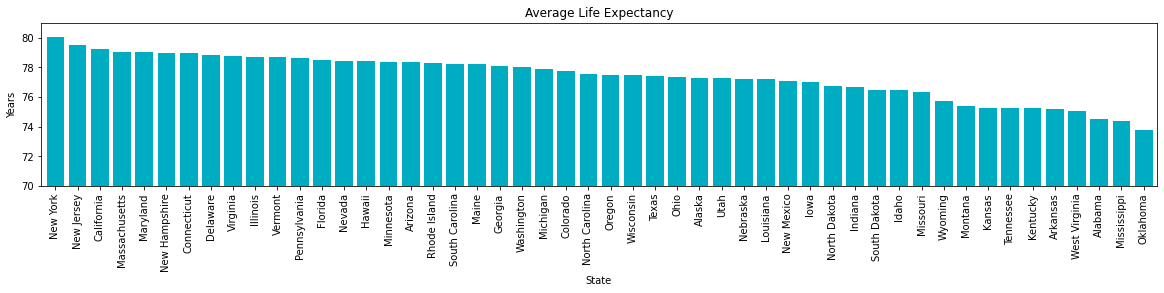 Average Life Expectancy
Years
80
78
76
74
72
70
New York
New Jersey
California
Massachusetts
Maryland
New Hampshire
Connecticut
Delaware
Virginia
Illinois
Vermont
Pennsylvania
Florida
Nevada
Hawaii
Minnesota
Arizona
Rhode Island
South Carolina
Maine
Georgia
Washington
Michigan
Colorado
North Carolina
Oregon
Wisconsin
Texas
Ohio
Alaska
Utah
Nebraska
Louisiana
New Mexico
Iowa
North Dakota
Indiana
South Dakota
Idaho
Missouri
Wyoming
Montana
Kansas
Tennessee
Kentucky
Arkansas
West Virginia
Alabama
Mississippi
Oklahoma
State